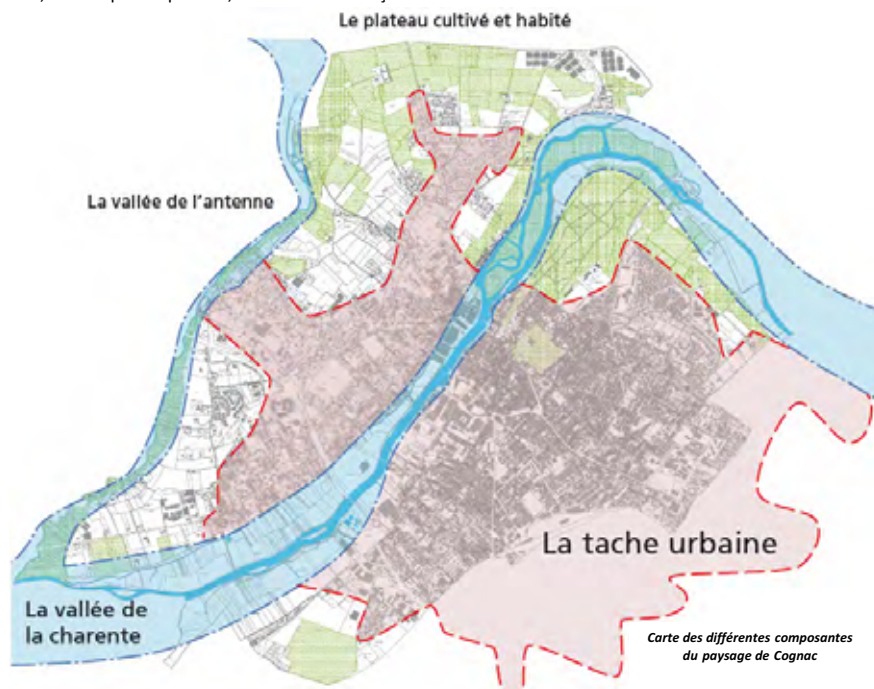 Le plateau cultivé et habité
La vallée de l'antenne
La tache urbaine
La vallée de
la charente
Carte des différentes composantes
du paysage de Cognac